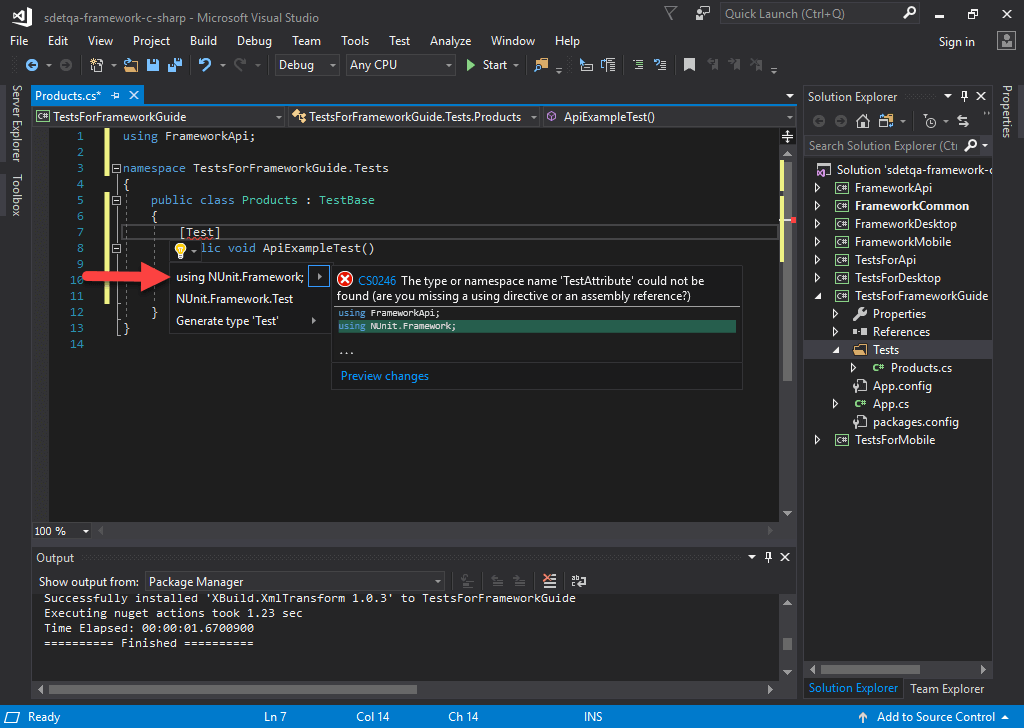 sdetqa-framework-c-sharp - Microsoft Visual Studio
Quick Launch (Ctrl+Q)
File Edit View Project Build Debug Team Tools Test Analyze Window Help
Sign in
Debug Any CPU Start
Server Explorer
Toolbox
Products.cs*
TestsForFrameworkGuide TestsForFrameworkGuide.Tests.Products ApiExampleTest()
1 using FrameworkApi;
2
3 namespace TestsForFrameworkGuide.Tests
4 {
5 public class Products : TestBase
6 {
7 [Test]
8 lic void ApiExampleTest()
9
10
11
12 }
13 }
14
using NUnit.Framework;
NUnit.Framework.Test
Generate type 'Test'
CS0246 The type or namespace name 'TestAttribute' could not be
found (are you missing a using directive or an assembly reference?)
using FrameworkApi;
using NUnit.Framework;
...
Preview changes
100 %
Output
Show output from: Package Manager
Successfully installed 'XBuild.XmlTransform 1.0.3' to TestsForFrameworkGuide
Executing nuget actions took 1.23 sec
Time Elapsed: 00:00:01.6700900
========== Finished ==========
Solution Explorer
Search Solution Explorer (Ctr
Solution 'sdetqa-framework-c
FrameworkApi
FrameworkCommon
FrameworkDesktop
FrameworkMobile
TestsForApi
TestsForDesktop
TestsForFrameworkGuide
Properties
References
Tests
Products.cs
App.config
App.cs
packages.config
TestsForMobile
Solution Explorer Team Explorer
Properties
Ready Ln 7 Col 14 Ch 14 INS Add to Source Control